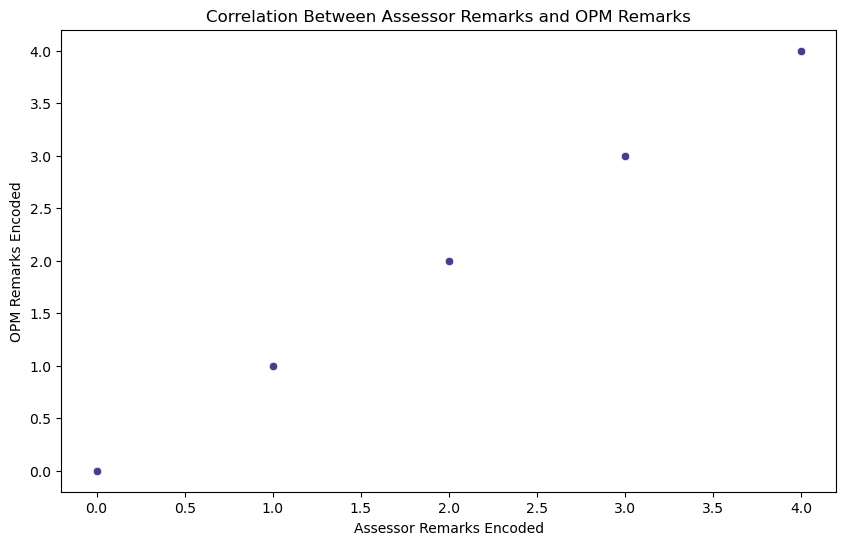 Correlation Between Assessor Remarks and OPM Remarks
4.0
3.5
3.0
2.5
2.0
1.5
1.0
0.5
0.0
OPM Remarks Encoded
0.0 0.5 1.0 1.5 2.0 2.5 3.0 3.5 4.0
Assessor Remarks Encoded